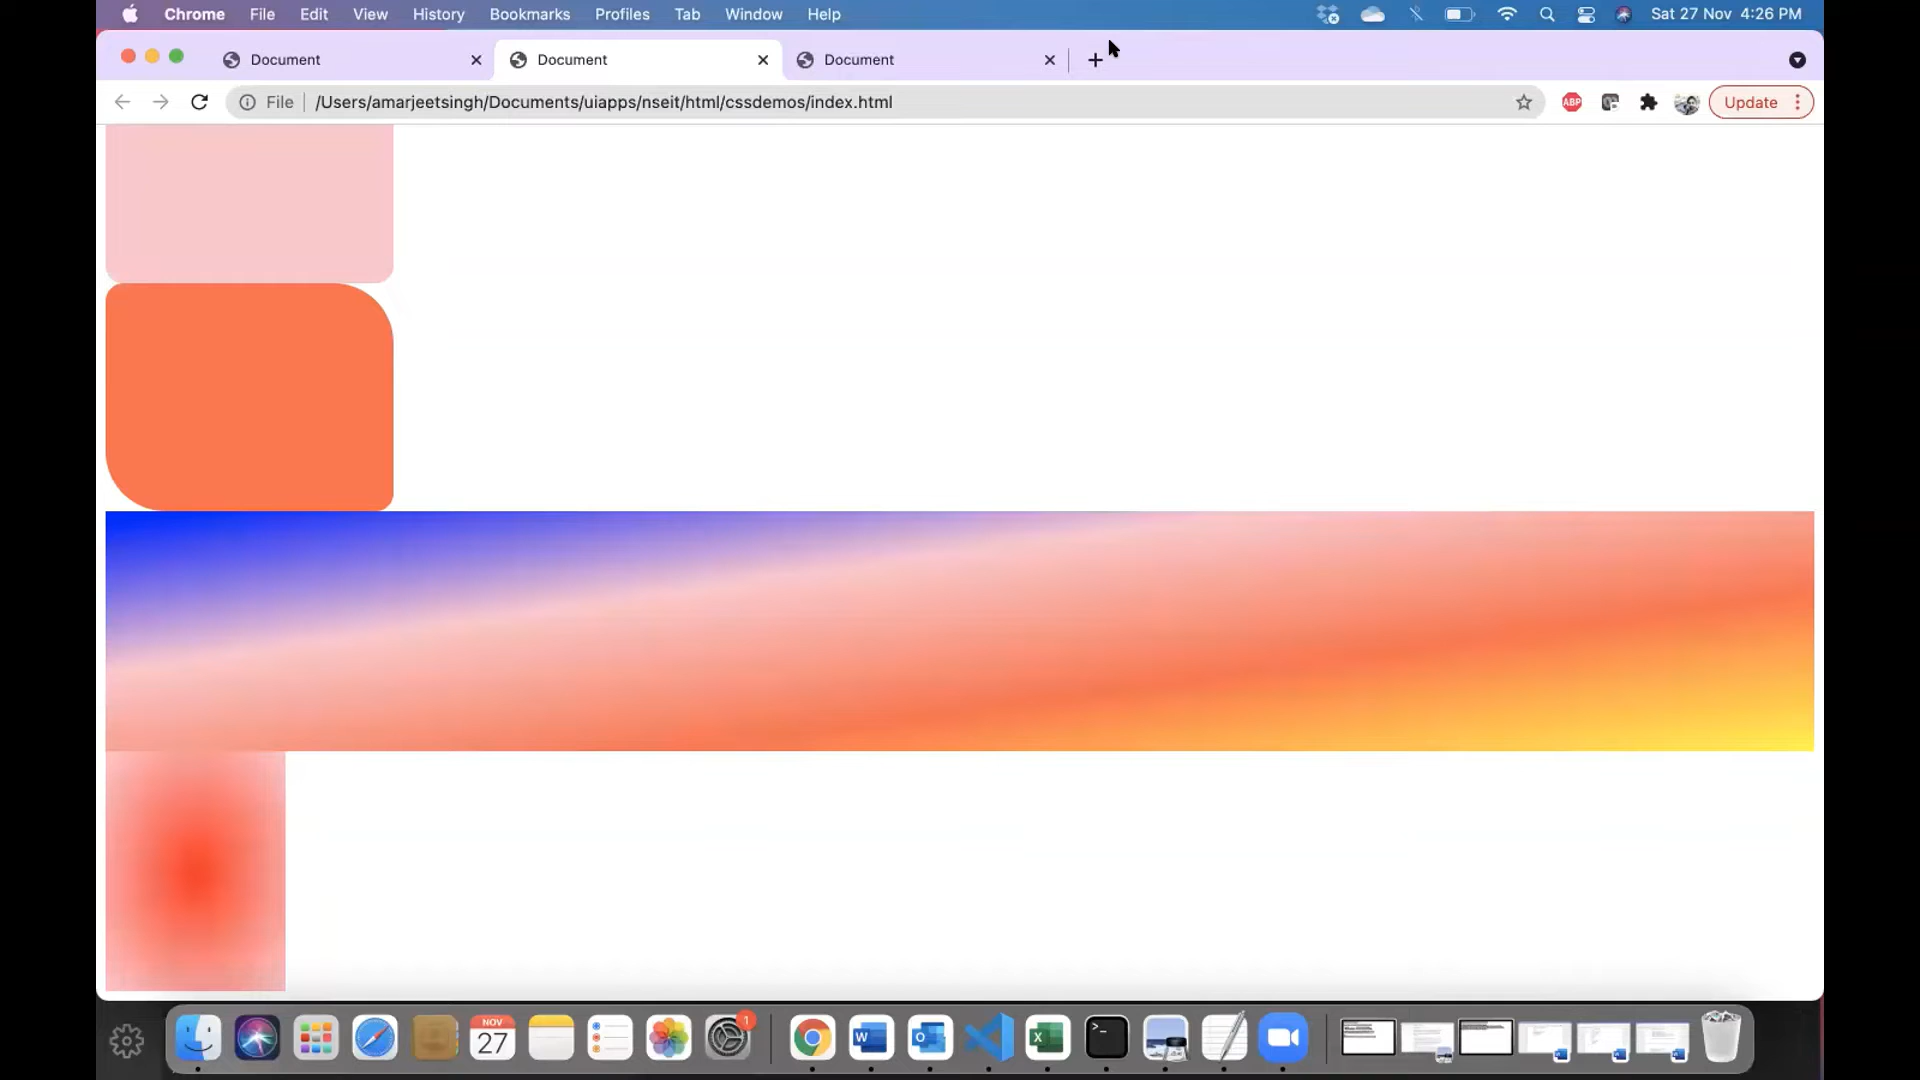 Chrome File Edit View History Bookmarks Profiles Tab Window Help Sat 27 Nov 4:26 PM
Document Document Document
File /Users/amarjeetsingh/Documents/uiapps/nseit/html/cssdemos/index.html ABP Update
NOV
27
1
W
O
X
>_